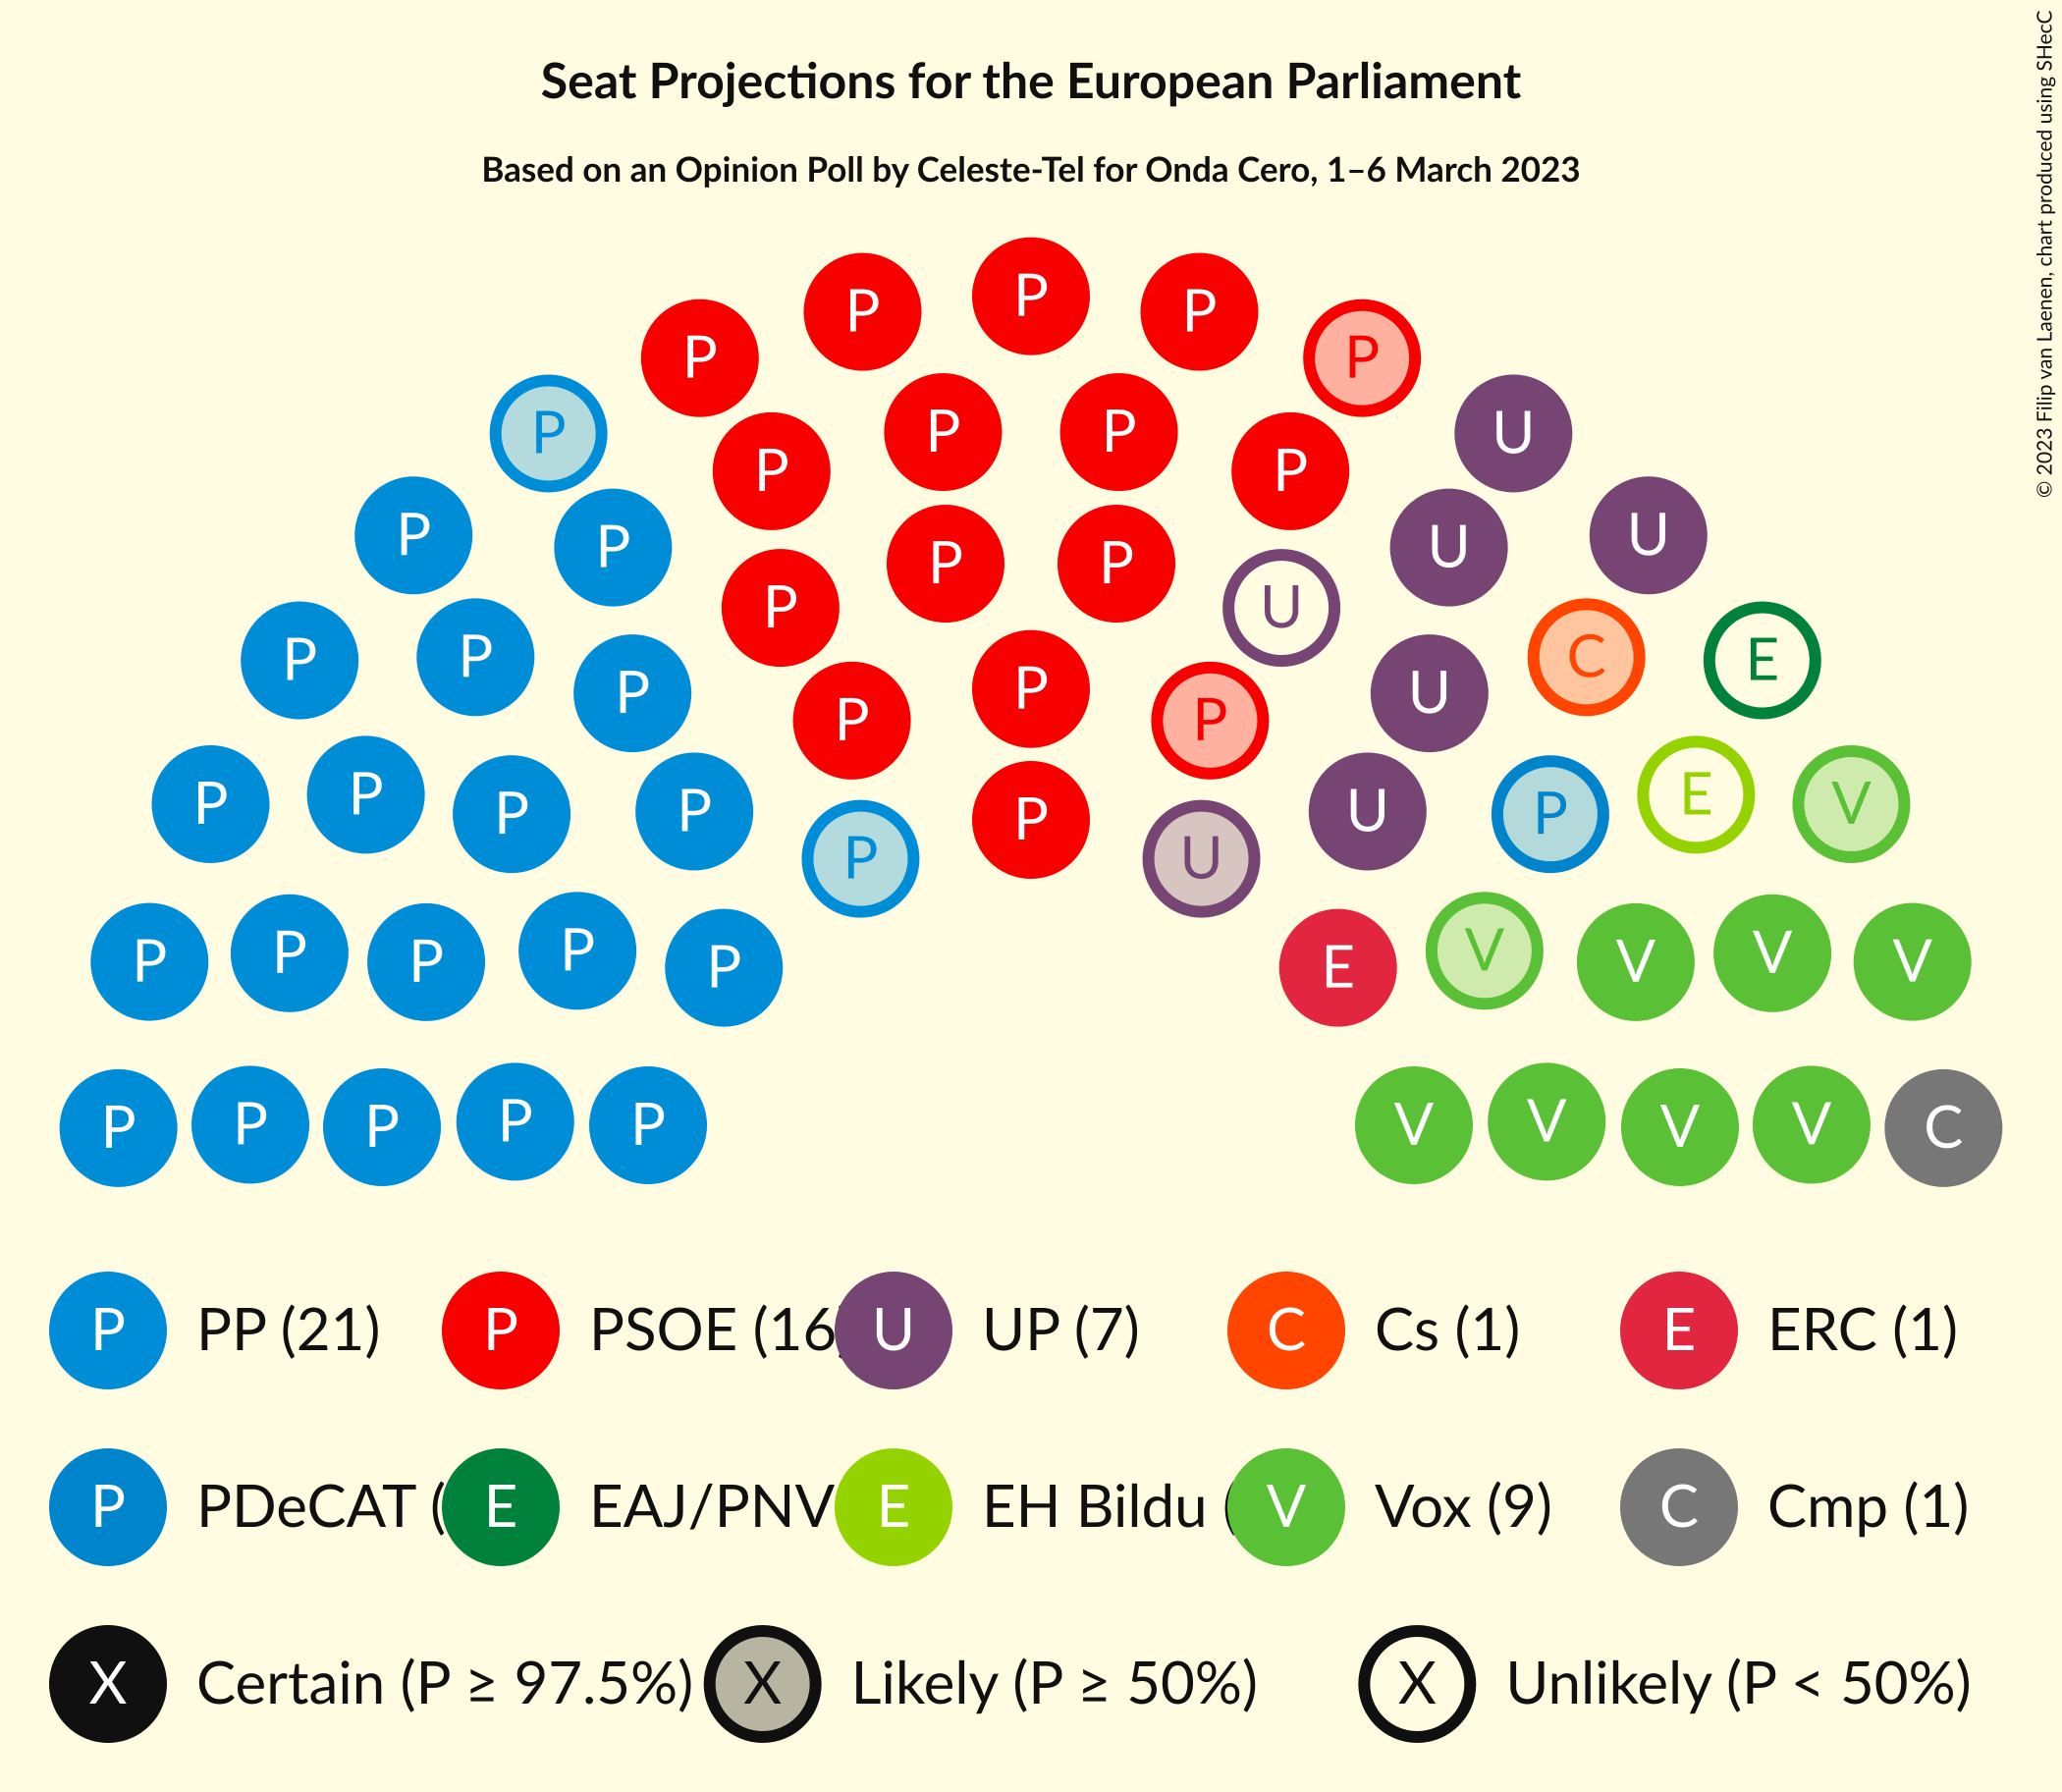 Seat Projections for the European Parliament
Based on an Opinion Poll by Celeste-Tel for Onda Cero, 1–6 March 2023
© 2023 Filip van Laenen, chart produced using SHecC
P
P P
P P
P P P U
P P
P P P U
P P U U
P P C E
P P P U
P P P
P P P U P E V
P U
P P P P P E V V V V
P P P P P V V V V C
P PP (21) P PSOE (16 U UP (7) C Cs (1) E ERC (1)
P PDeCAT ( E EAJ/PNV E EH Bildu ( V Vox (9) C Cmp (1)
X Certain (P ≥ 97.5%) X Likely (P ≥ 50%) X Unlikely (P < 50%)